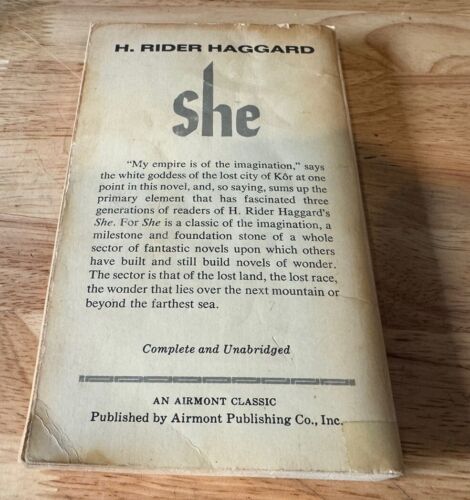 H. RIDER HAGGARD
she
"My empire is of the imagination," says
the white goddess of the lost city of Kôr at one
point in this novel, and, so saying, sums up the
primary element that has fascinated three
generations of readers of H. Rider Haggard's
She. For She is a classic of the imagination, a
milestone and foundation stone of a whole
sector of fantastic novels upon which others
have built and still build novels of wonder.
The sector is that of the lost land, the lost race,
the wonder that lies over the next mountain or
beyond the farthest sea.
Complete and Unabridged
AN AIRMONT CLASSIC
Published by Airmont Publishing Co., Inc.